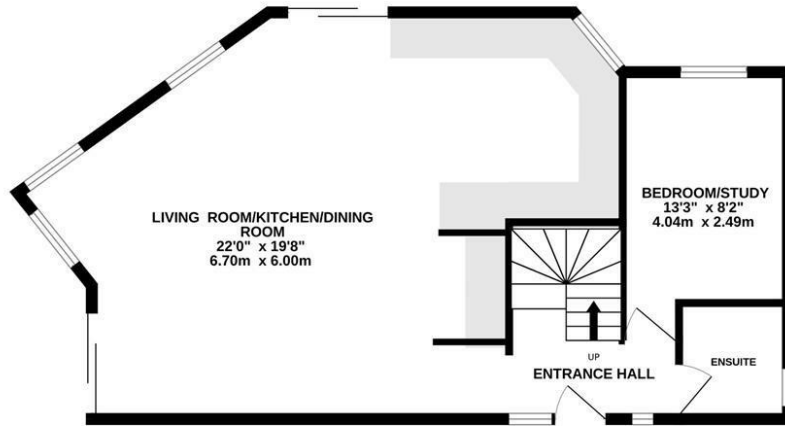 LIVING ROOM/KITCHEN/DINING
ROOM
22'0" x 19'8"
6.70m x 6.00m
BEDROOM/STUDY
13'3" x 8'2"
4.04m x 2.49m
UP
ENTRANCE HALL
ENSUITE